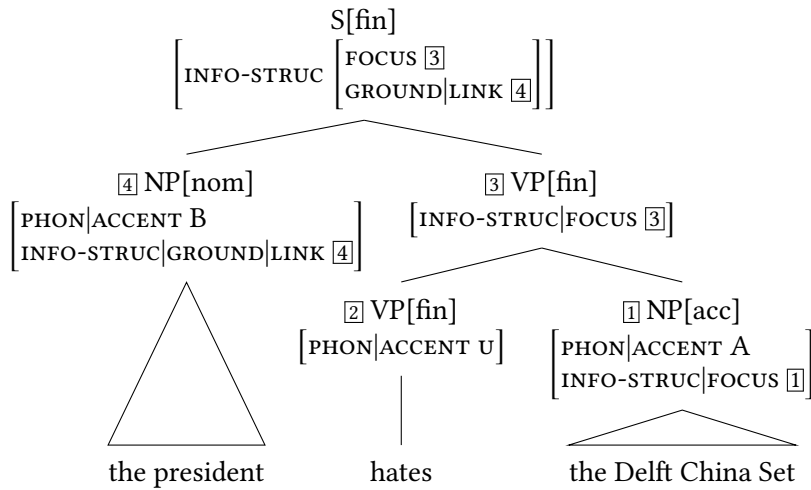 S[fin]
[INFO-STRUC [FOCUS 3
GROUND|LINK 4]]
4 NP[nom]
[PHON|ACCENT B
INFO-STRUC|GROUND|LINK 4]
3 VP[fin]
[INFO-STRUC|FOCUS 3]
2 VP[fin]
[PHON|ACCENT U]
1 NP[acc]
[PHON|ACCENT A
INFO-STRUC|FOCUS 1]
the president
hates
the Delft China Set